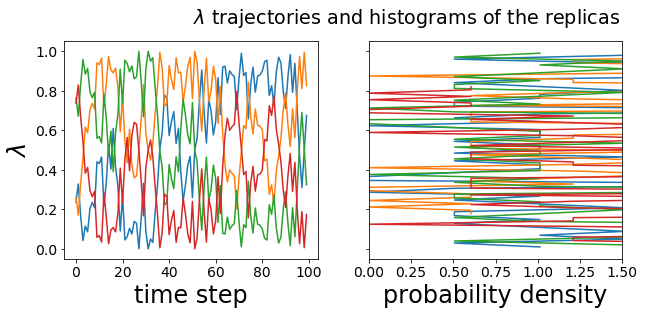 λ trajectories and histograms of the replicas
λ
1.0
0.8
0.6
0.4
0.2
0.0
0 20 40 60 80 100
time step
0.00 0.25 0.50 0.75 1.00 1.25 1.50
probability density